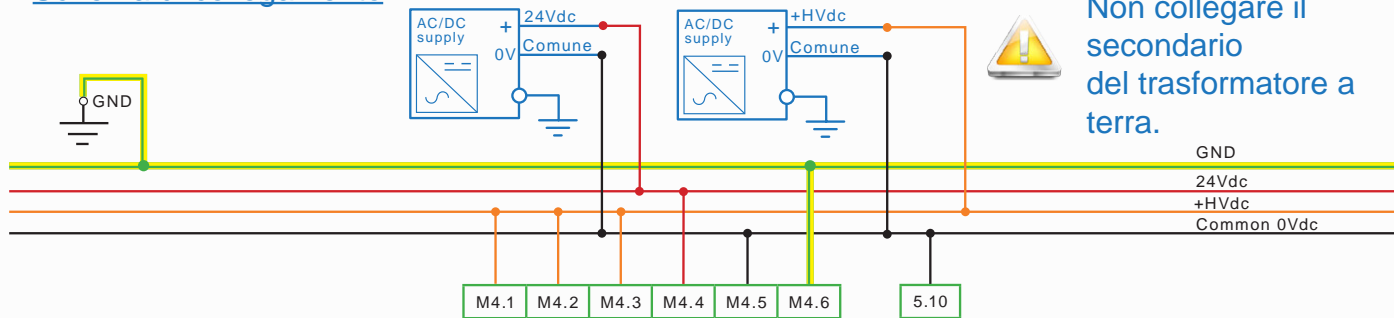 AC/DC
supply
+
24Vdc
0V
Comune
AC/DC
supply
+
+HVdc
0V
Comune
Non collegare il
secondario
del trasformatore a
terra.
GND
GND
24Vdc
+HVdc
Common 0Vdc
M4.1 M4.2 M4.3 M4.4 M4.5 M4.6 5.10